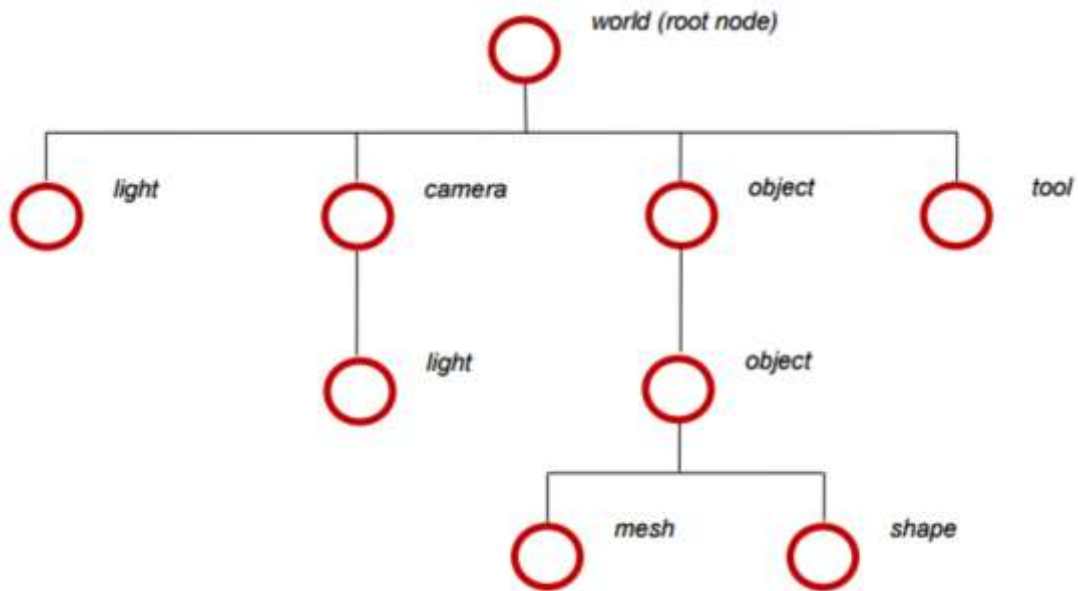 world (root node)
light
camera
object
tool
light
object
mesh
shape